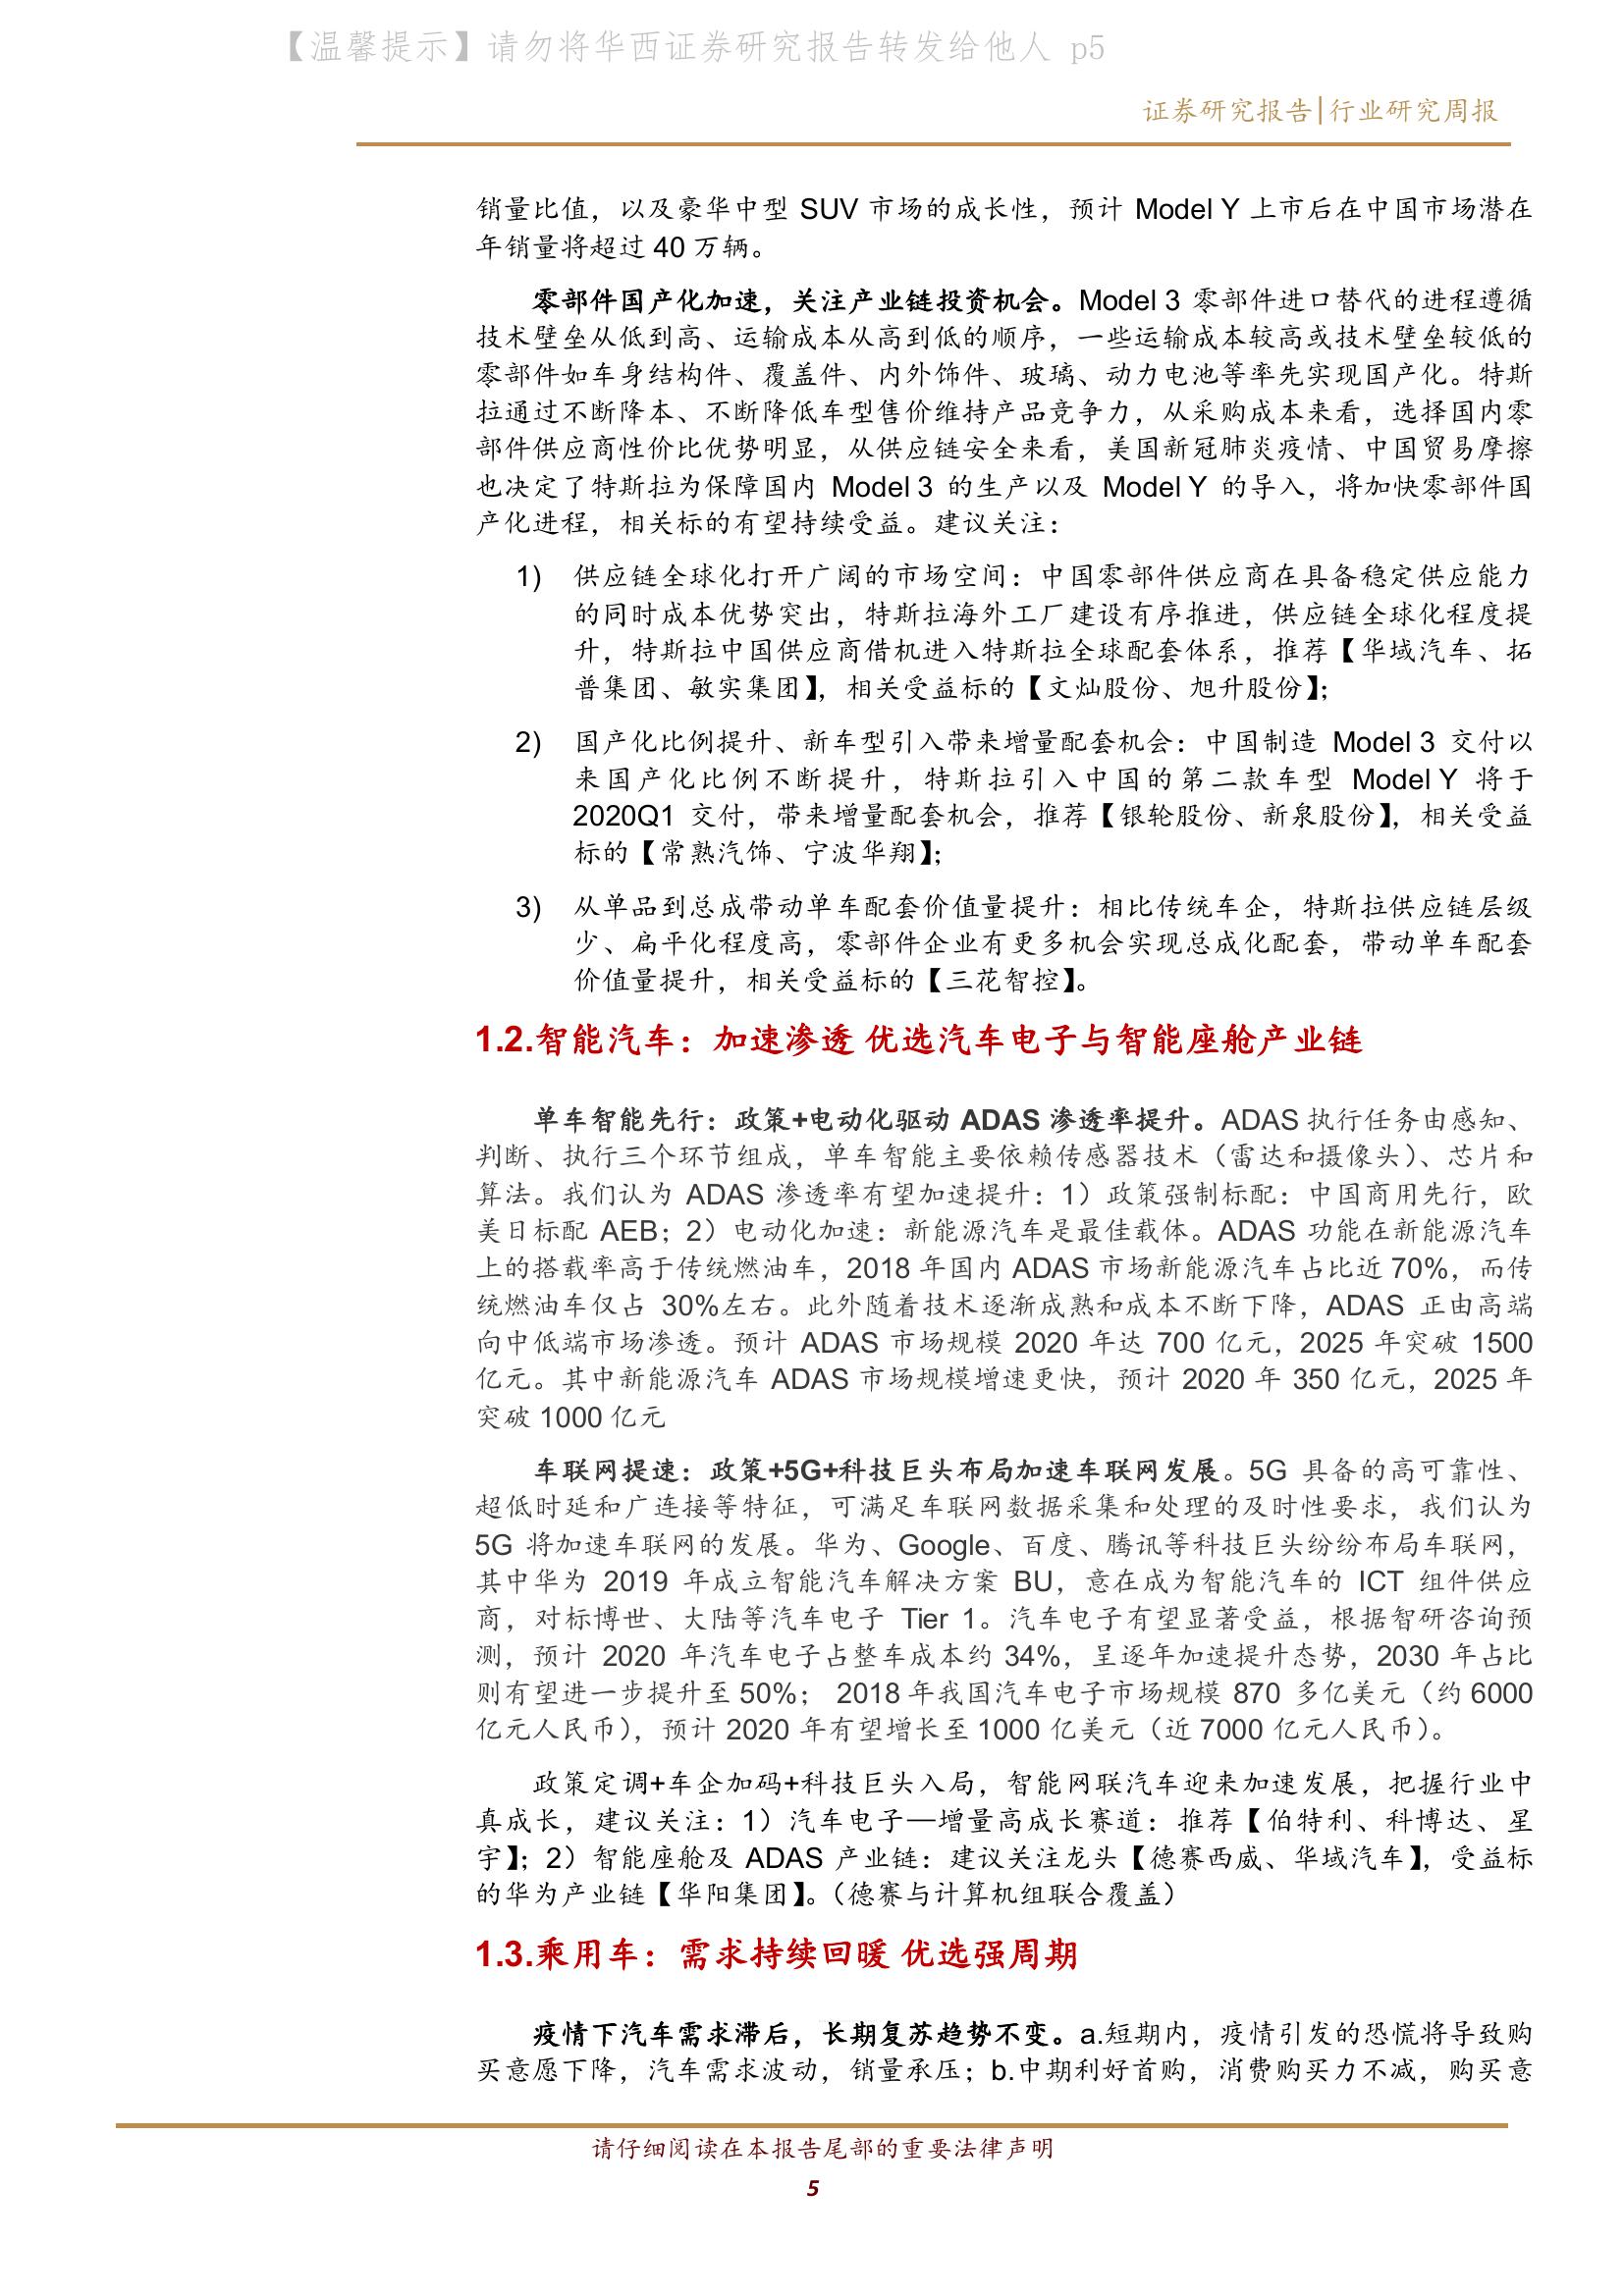 【温馨提示】请勿将华西证券研究报告转发给他人 p5
证券研究报告|行业研究周报
销量比值，以及豪华中型 SUV 市场的成长性，预计 Model Y 上市后在中国市场潜在
年销量将超过 40 万辆。
零部件国产化加速，关注产业链投资机会。Model 3 零部件进口替代的进程遵循
技术壁垒从低到高、运输成本从高到低的顺序，一些运输成本较高或技术壁垒较低的
零部件如车身结构件、覆盖件、内外饰件、玻璃、动力电池等率先实现国产化。特斯
拉通过不断降本、不断降低车型售价维持产品竞争力，从采购成本来看，选择国内零
部件供应商性价比优势明显，从供应链安全来看，美国新冠肺炎疫情、中国贸易摩擦
也决定了特斯拉为保障国内 Model 3 的生产以及 Model Y 的导入，将加快零部件国
产化进程，相关标的有望持续受益。建议关注：
1) 供应链全球化打开广阔的市场空间：中国零部件供应商在具备稳定供应能力
的同时成本优势突出，特斯拉海外工厂建设有序推进，供应链全球化程度提
升，特斯拉中国供应商借机进入特斯拉全球配套体系，推荐【华域汽车、拓
普集团、敏实集团】，相关受益标的【文灿股份、旭升股份】；
2) 国产化比例提升、新车型引入带来增量配套机会：中国制造 Model 3 交付以
来国产化比例不断提升，特斯拉引入中国的第二款车型 Model Y 将于
2020Q1 交付，带来增量配套机会，推荐【银轮股份、新泉股份】，相关受益
标的【常熟汽饰、宁波华翔】；
3) 从单品到总成带动单车配套价值量提升：相比传统车企，特斯拉供应链层级
少、扁平化程度高，零部件企业有更多机会实现总成化配套，带动单车配套
价值量提升，相关受益标的【三花智控】。
1.2.智能汽车：加速渗透 优选汽车电子与智能座舱产业链
单车智能先行：政策+电动化驱动 ADAS 渗透率提升。ADAS 执行任务由感知、
判断、执行三个环节组成，单车智能主要依赖传感器技术（雷达和摄像头）、芯片和
算法。我们认为 ADAS 渗透率有望加速提升：1）政策强制标配：中国商用先行，欧
美日标配 AEB；2）电动化加速：新能源汽车是最佳载体。ADAS 功能在新能源汽车
上的搭载率高于传统燃油车，2018 年国内 ADAS 市场新能源汽车占比近 70%，而传
统燃油车仅占 30%左右。此外随着技术逐渐成熟和成本不断下降，ADAS 正由高端
向中低端市场渗透。预计 ADAS 市场规模 2020 年达 700 亿元，2025 年突破 1500
亿元。其中新能源汽车 ADAS 市场规模增速更快，预计 2020 年 350 亿元，2025 年
突破 1000 亿元
车联网提速：政策+5G+科技巨头布局加速车联网发展。5G 具备的高可靠性、
超低时延和广连接等特征，可满足车联网数据采集和处理的及时性要求，我们认为
5G 将加速车联网的发展。华为、Google、百度、腾讯等科技巨头纷纷布局车联网，
其中华为 2019 年成立智能汽车解决方案 BU，意在成为智能汽车的 ICT 组件供应
商，对标博世、大陆等汽车电子 Tier 1。汽车电子有望显著受益，根据智研咨询预
测，预计 2020 年汽车电子占整车成本约 34%，呈逐年加速提升态势，2030 年占比
则有望进一步提升至 50%； 2018 年我国汽车电子市场规模 870 多亿美元（约 6000
亿元人民币），预计 2020 年有望增长至 1000 亿美元（近 7000 亿元人民币）。
政策定调+车企加码+科技巨头入局，智能网联汽车迎来加速发展，把握行业中
真成长，建议关注：1）汽车电子—增量高成长赛道：推荐【伯特利、科博达、星
宇】；2）智能座舱及 ADAS 产业链：建议关注龙头【德赛西威、华域汽车】，受益标
的华为产业链【华阳集团】。（德赛与计算机组联合覆盖）
1.3.乘用车：需求持续回暖 优选强周期
疫情下汽车需求滞后，长期复苏趋势不变。a.短期内，疫情引发的恐慌将导致购
买意愿下降，汽车需求波动，销量承压；b.中期利好首购，消费购买力不减，购买意
请仔细阅读在本报告尾部的重要法律声明
5